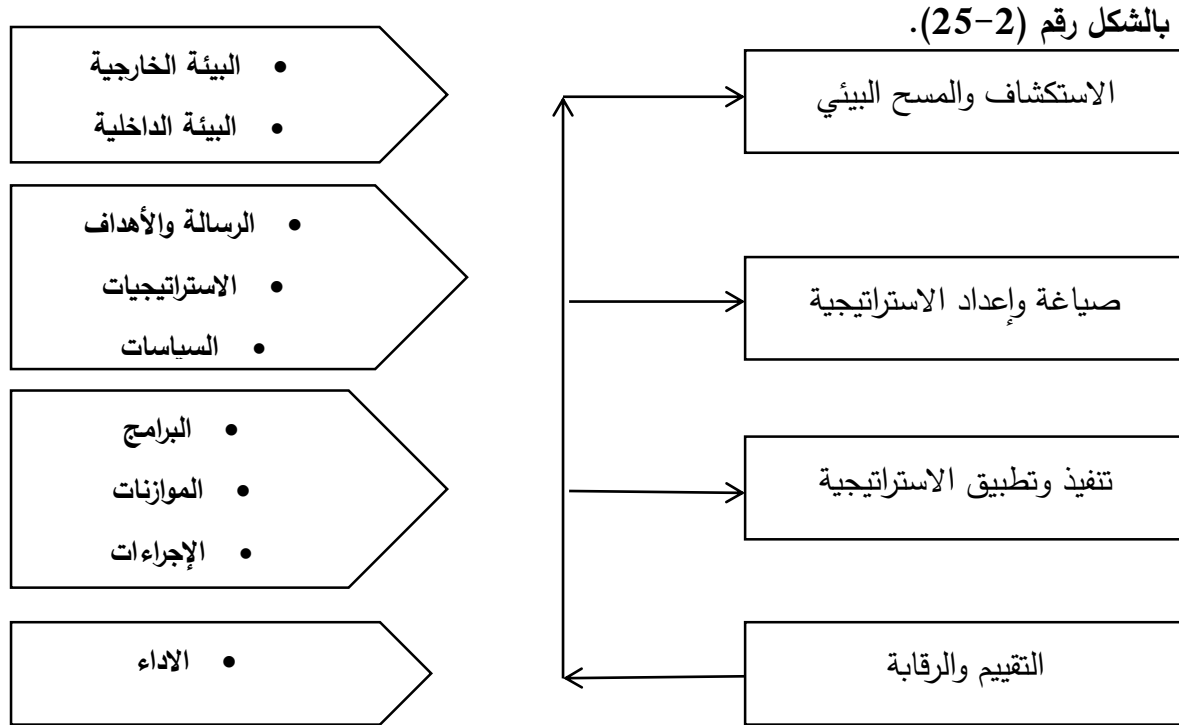 بالشكل رقم (2-25).
الاستكشاف والمسح البيئي
• البيئة الخارجية
• البيئة الداخلية
صياغة وإعداد الاستراتيجية
• الرسالة والأهداف
• الاستراتيجيات
• السياسات
تنفيذ وتطبيق الاستراتيجية
• البرامج
• الموازنات
• الإجراءات
التقييم والرقابة
• الاداء